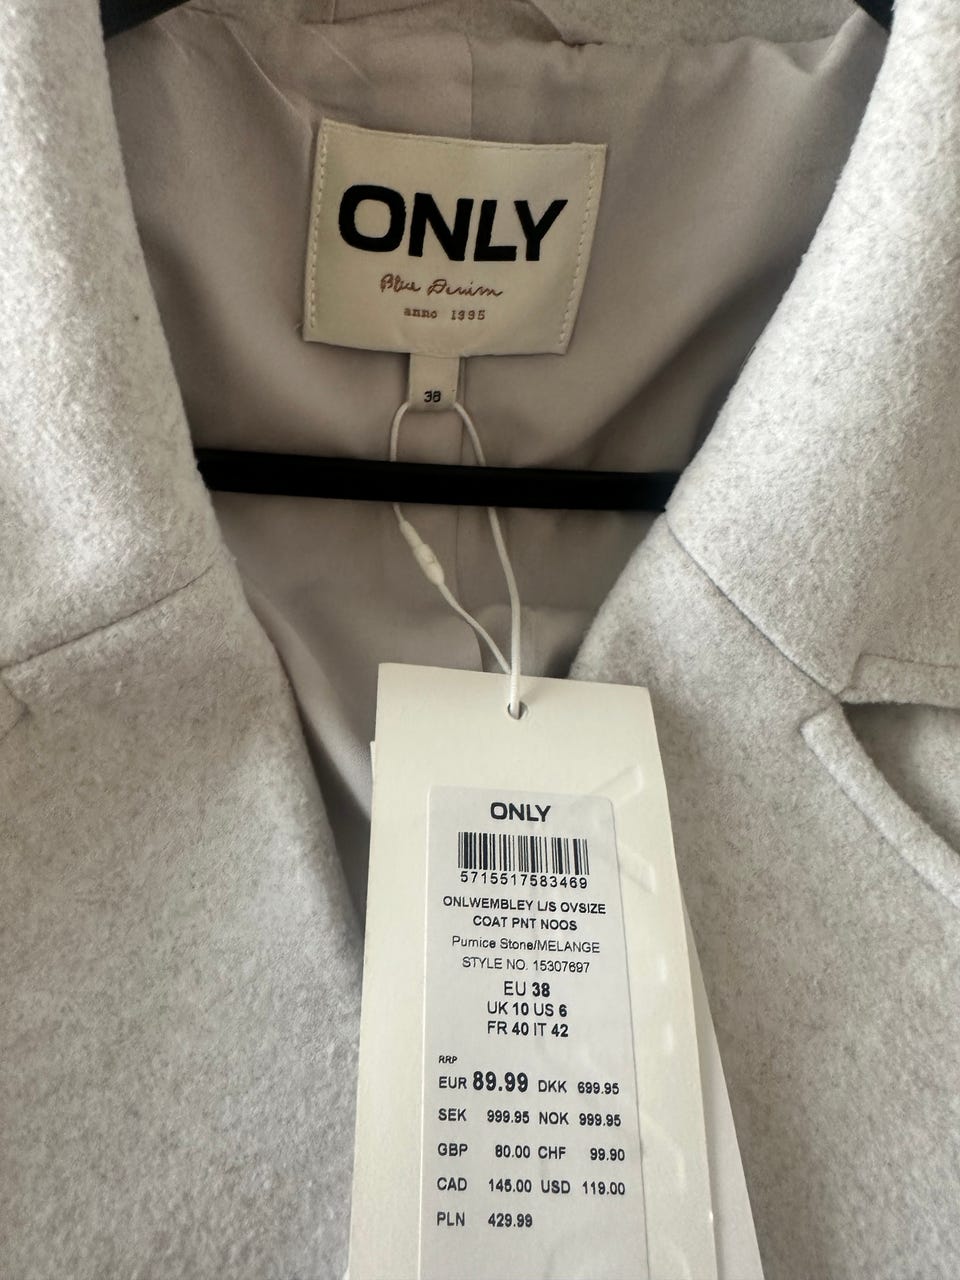 ONLY
Blue Denim
anno 1995
38
ONLY
5715517583469
ONLWEMBLEY L/S OVSIZE
COAT PNT NOOS
Pumice Stone/MELANGE
STYLE NO. 15307697
EU 38
UK 10 US 6
FR 40 IT 42
RRP
EUR 89.99 DKK 699.95
SEK 999.95 NOK 999.95
GBP 80.00 CHF 99.90
CAD 145.00 USD 119.00
PLN 429.99